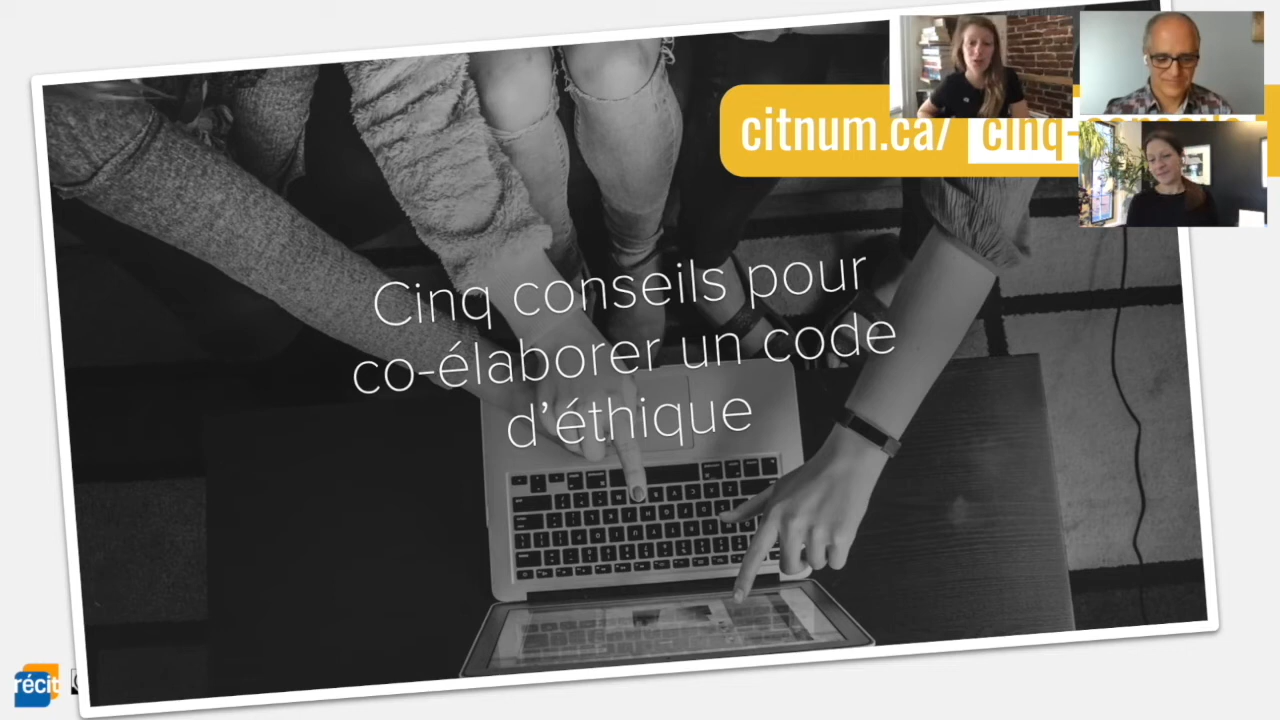 citnum.ca/ cinq-
Cinq conseils pour
co-élaborer un code
d'éthique
récit